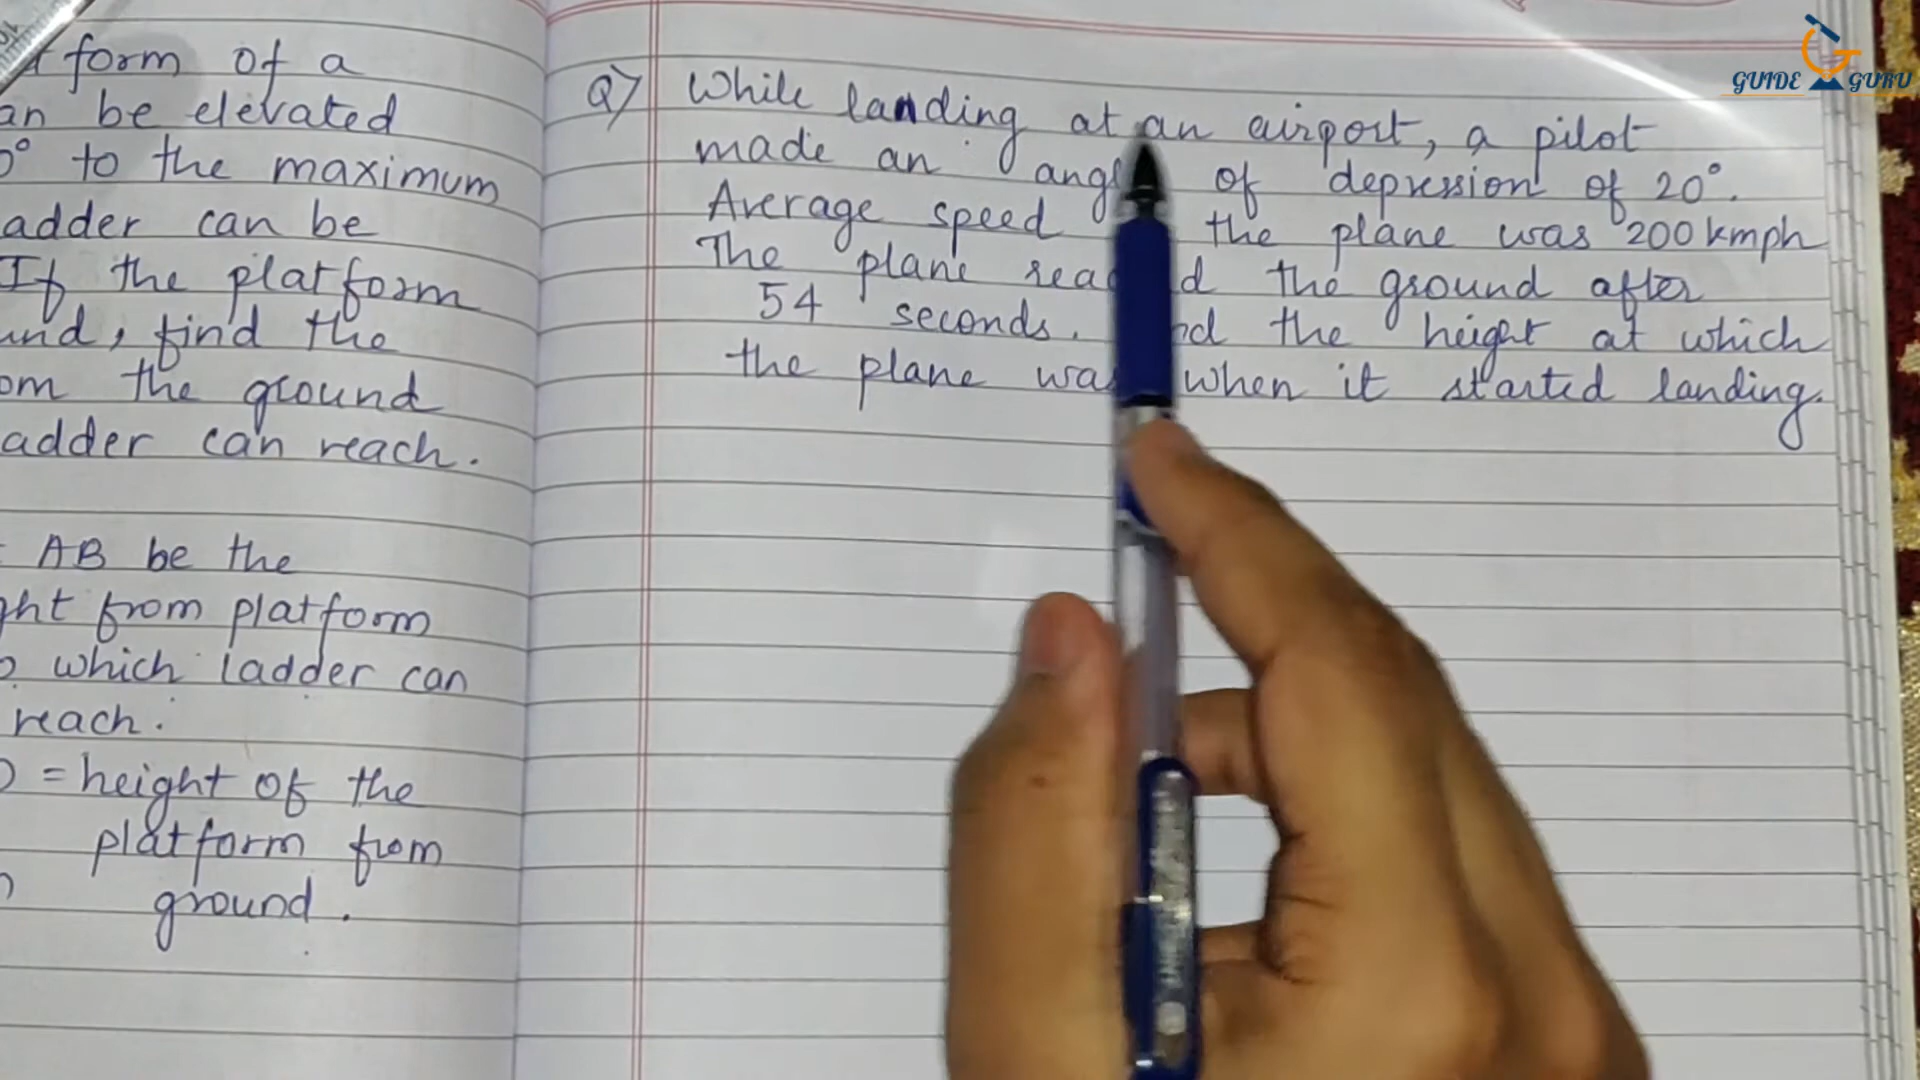 form of a
an be elevated
0° to the maximum
adder can be
If the platform
und, find the
om the ground
adder can reach.
AB be the
ght from platform
o which ladder can
reach.
= height of the
platform from
ground.
Q) While landing at an airport, a pilot
made an of depression of 20°.
Average speed the plane was 200 kmph
The plane the ground after
54 seconds. the height at which
the plane was when it started landing.
GUIDE GURU